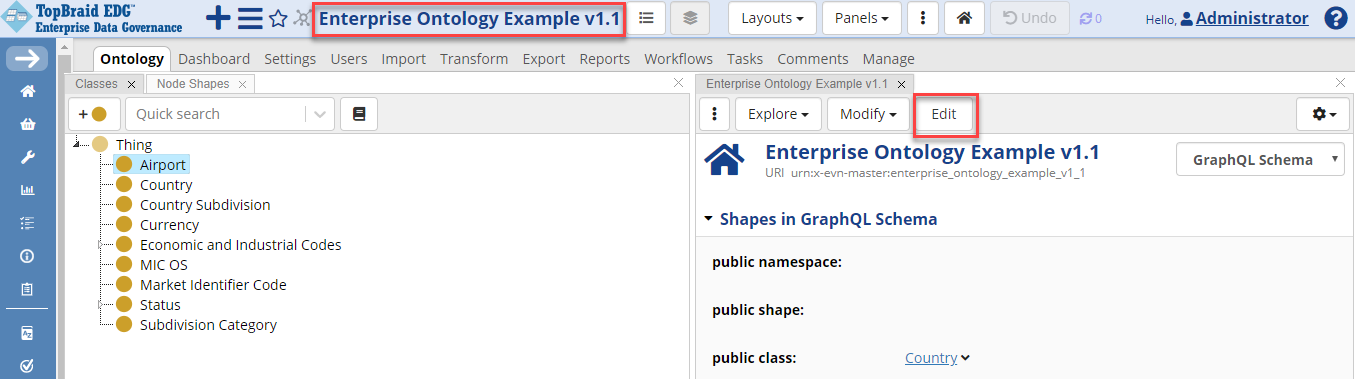 TopBraid EDG™
Enterprise Data Governance
Enterprise Ontology Example v1.1
Layouts
Panels
Undo
0
Hello, Administrator
?
Ontology Dashboard Settings Users Import Transform Export Reports Workflows Tasks Comments Manage
Classes x Node Shapes x
Enterprise Ontology Example v1.1 x
+
Quick search
Explore
Modify
Edit
Thing
Airport
Country
Country Subdivision
Currency
Economic and Industrial Codes
MIC OS
Market Identifier Code
Status
Subdivision Category
Enterprise Ontology Example v1.1
URI urn:x-evn-master:enterprise_ontology_example_v1_1
GraphQL Schema
Shapes in GraphQL Schema
public namespace:
public shape:
public class: Country